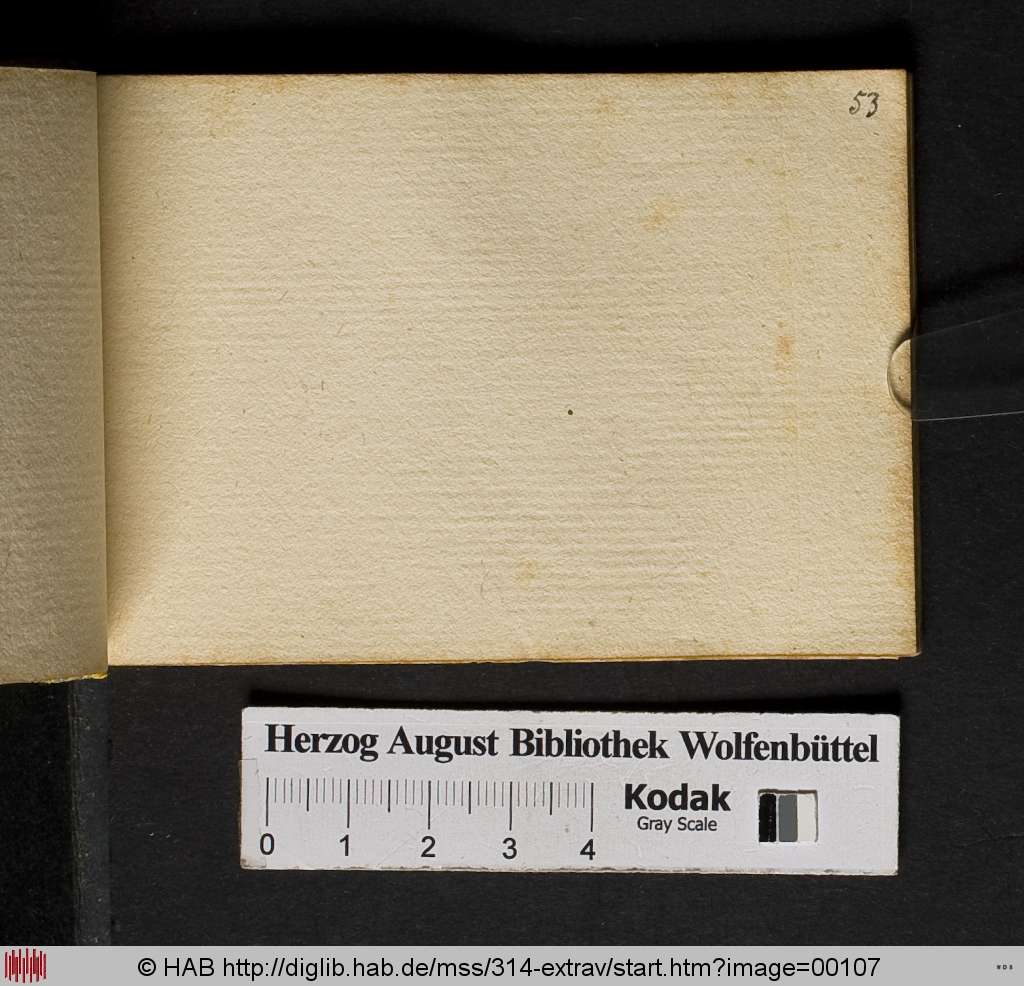 53
Herzog August Bibliothek Wolfenbüttel
Kodak
Gray Scale
0 1 2 3 4
© HAB http://diglib.hab.de/mss/314-extrav/start.htm?image=00107